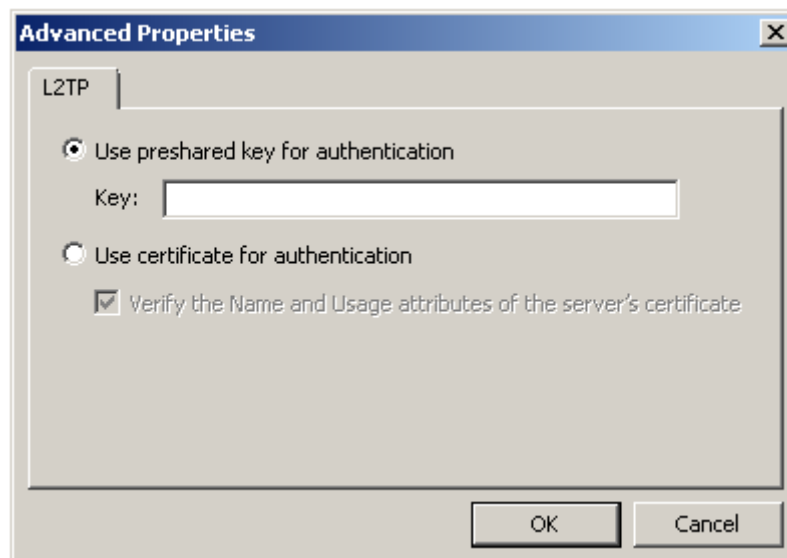 Advanced Properties
L2TP
Use preshared key for authentication
Key:
Use certificate for authentication
Verify the Name and Usage attributes of the server's certificate
OK
Cancel